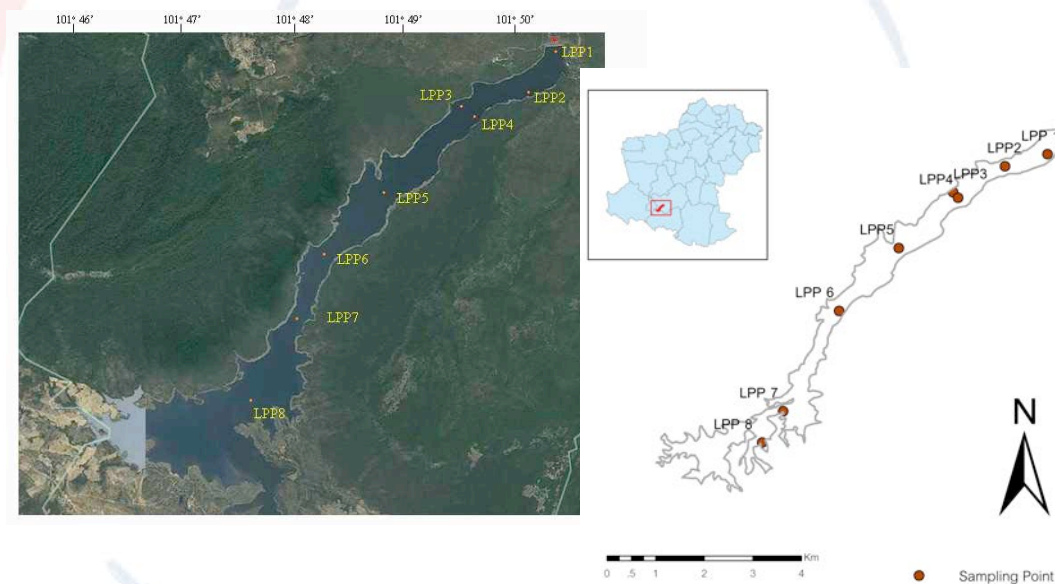 101° 46' 101° 47' 101° 48' 101° 49' 101° 50'
LPP1
LPP2
LPP3
LPP4
LPP5
LPP6
LPP7
LPP8
LPP
LPP2
LPP4
LPP3
LPP5
LPP 6
LPP 7
LPP 8
N
Km
0 .5 1 2 3 4
Sampling Point